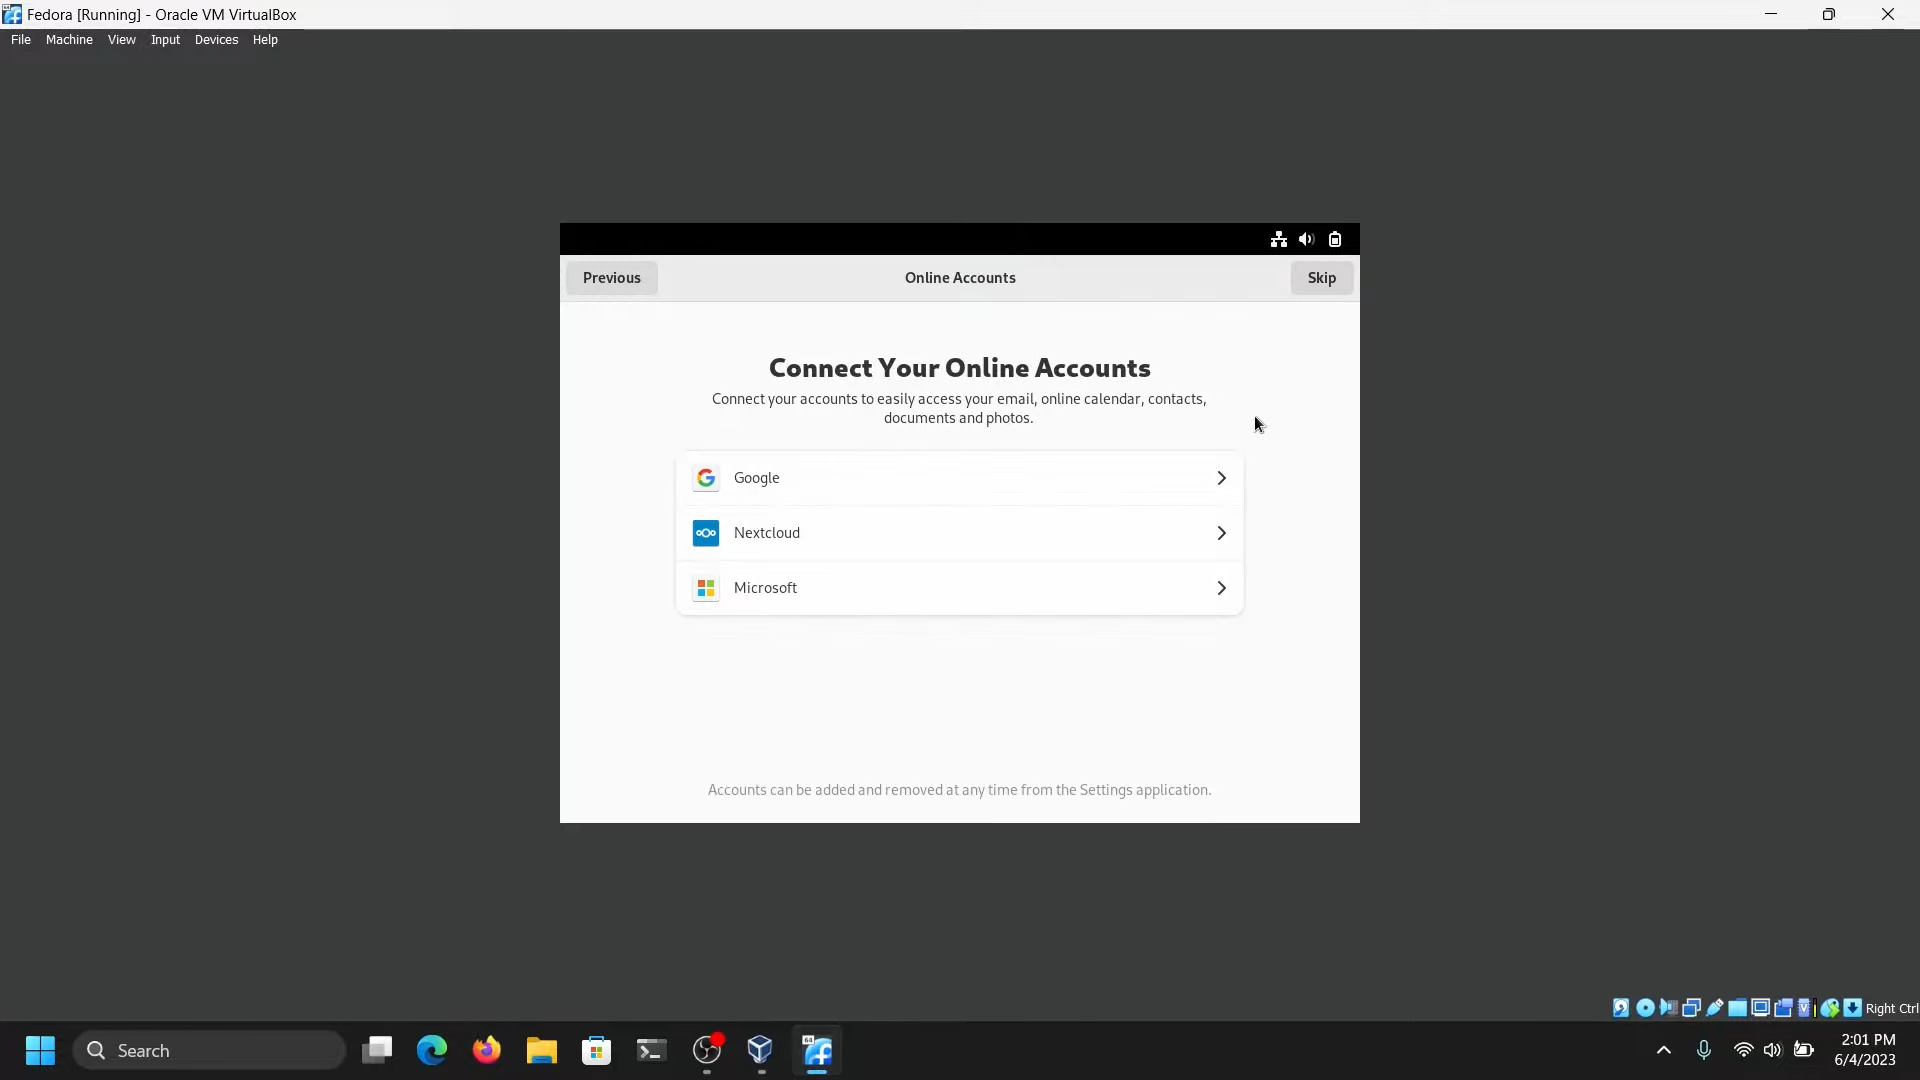 Fedora [Running] - Oracle VM VirtualBox
File Machine View Input Devices Help
Previous
Online Accounts
Skip
Connect Your Online Accounts
Connect your accounts to easily access your email, online calendar, contacts,
documents and photos.
Google
Nextcloud
Microsoft
Accounts can be added and removed at any time from the Settings application.
Right Ctrl
Search
64
2:01 PM
6/4/2023